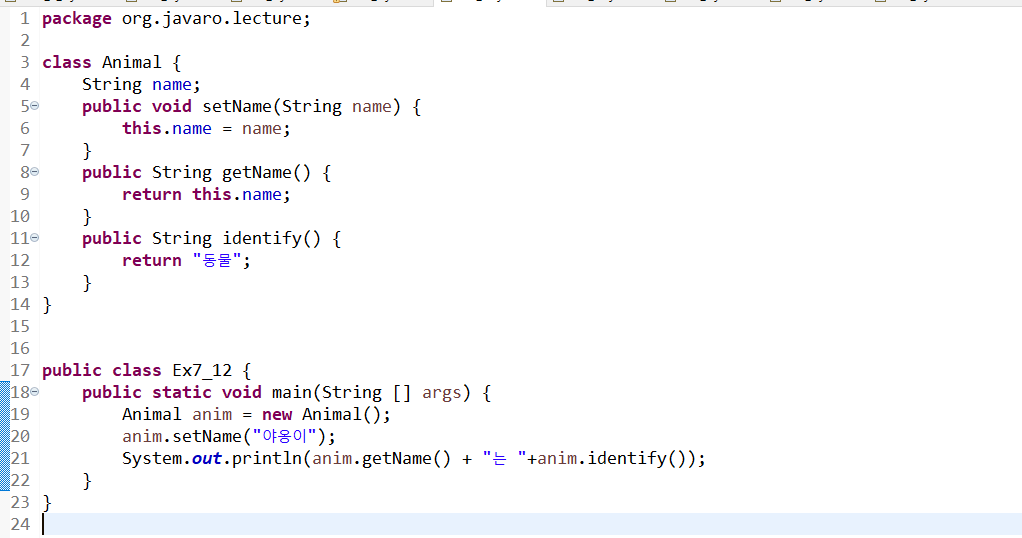 1 package org.javaro.lecture;
2
3 class Animal {
4     String name;
5     public void setName(String name) {
6         this.name = name;
7     }
8     public String getName() {
9         return this.name;
10     }
11     public String identify() {
12         return "동물";
13     }
14 }
15
16
17 public class Ex7_12 {
18     public static void main(String [] args) {
19         Animal anim = new Animal();
20         anim.setName("야옹이");
21         System.out.println(anim.getName() + "는 "+anim.identify());
22     }
23 }
24